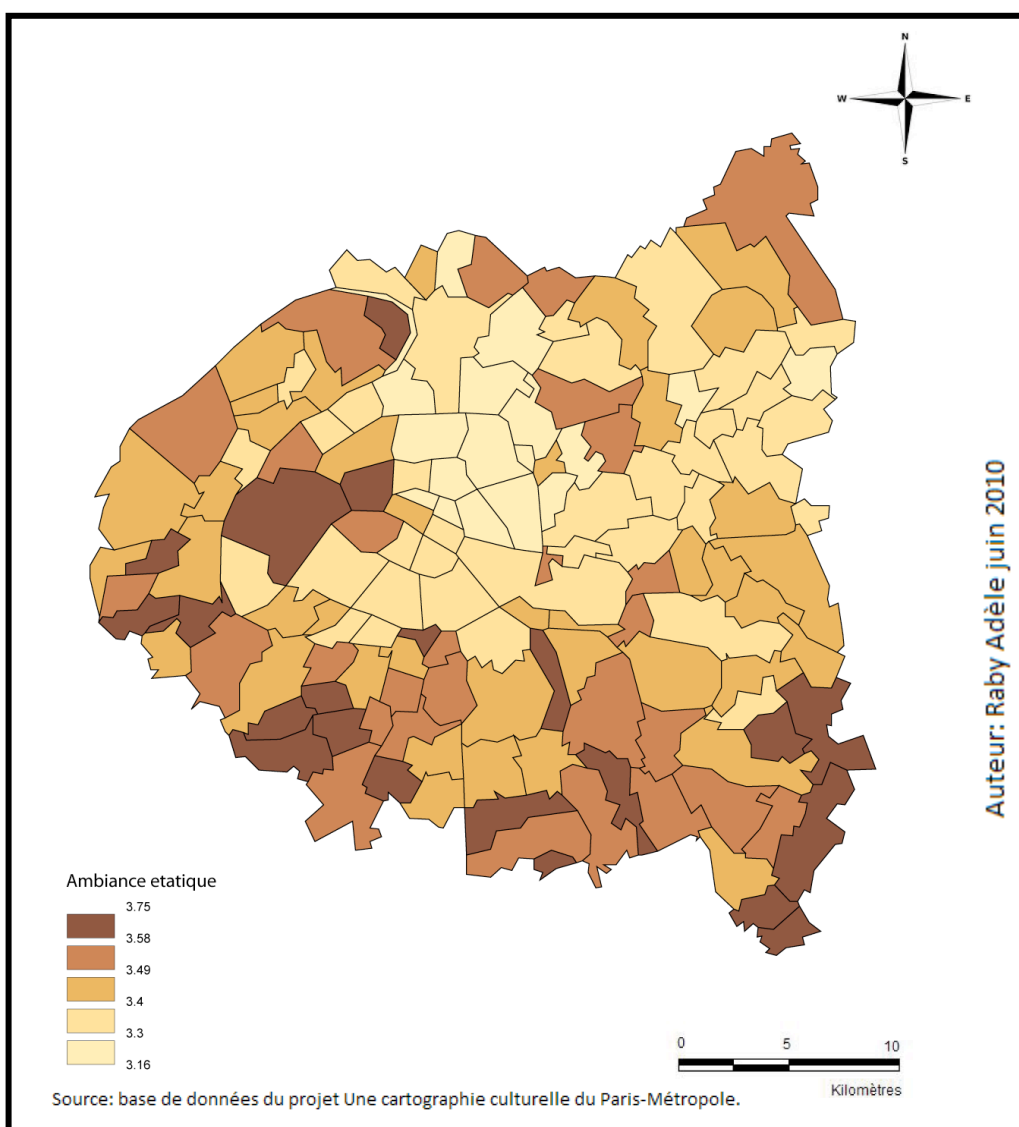 N
W
E
S
Auteur: Raby Adèle juin 2010
Ambiance etatique
3.75
3.58
3.49
3.4
3.3
3.16
0 5 10
Kilomètres
Source: base de données du projet Une cartographie culturelle du Paris-Métropole.